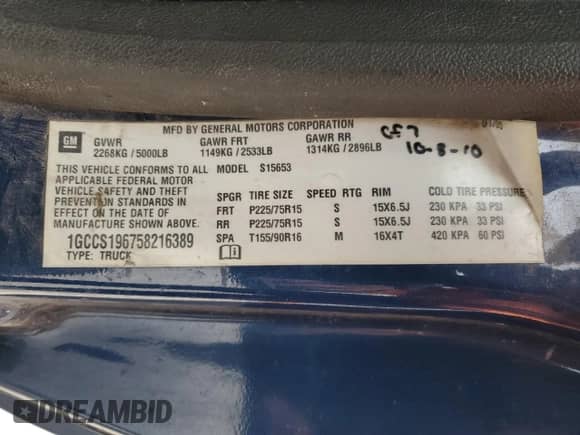 MFD BY GENERAL MOTORS CORPORATION
GM
GVWR GAWR FRT GAWR RR
2268KG / 5000LB 1149KG / 2533LB 1314KG / 2896LB
10-8-10
THIS VEHICLE CONFORMS TO ALL MODEL S15653
APPLICABLE FEDERAL MOTOR
VEHICLE SAFETY AND THEFT
PREVENTION STANDARDS IN
EFFECT ON THE DATE OF
MANUFACTURE SHOWN ABOVE.
SPGR TIRE SIZE SPEED RTG RIM COLD TIRE PRESSURE
FRT P225/75R15 S 15X6.5J 230 KPA 33 PSI
RR P225/75R15 S 15X6.5J 230 KPA 33 PSI
SPA T155/90R16 M 16X4T 420 KPA 60 PSI
1GCCS196758216389
TYPE: TRUCK
DREAMBID